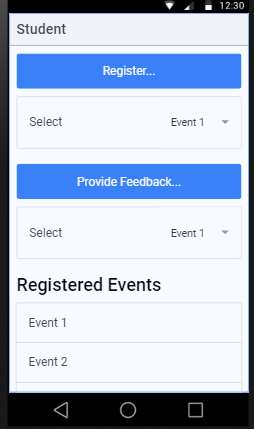 12:30
Student
Register...
Select Event 1
Provide Feedback...
Select Event 1
Registered Events
Event 1
Event 2